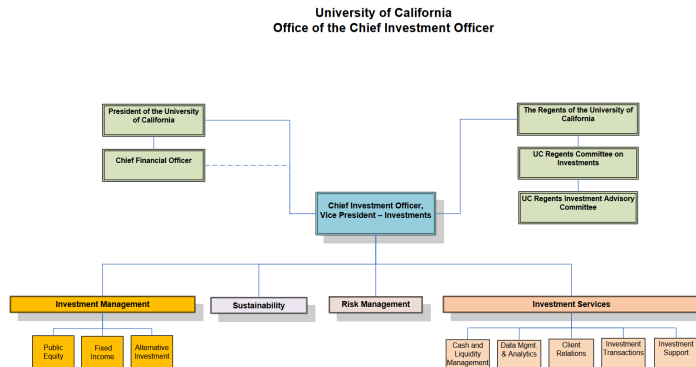 University of California
Office of the Chief Investment Officer
President of the University
of California
The Regents of the University of
California
Chief Financial Officer
UC Regents Committee on
Investments
Chief Investment Officer,
Vice President – Investments
UC Regents Investment Advisory
Committee
Investment Management
Sustainability
Risk Management
Investment Services
Public
Equity
Fixed
Income
Alternative
Investment
Cash and
Liquidity
Management
Data Mgmt
& Analytics
Client
Relations
Investment
Transactions
Investment
Support